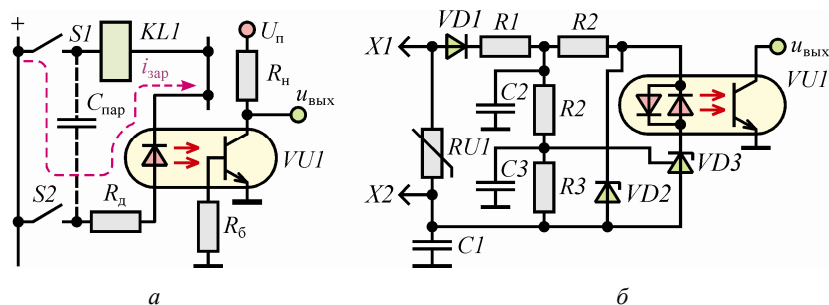 +
S1
KL1
Uп
iзар
Rн
Cпар
uвых
VU1
S2
Rд
Rб
а
X1
VD1
R1
R2
uвых
VU1
C2
R2
RU1
C3
VD3
X2
R3
VD2
C1
б